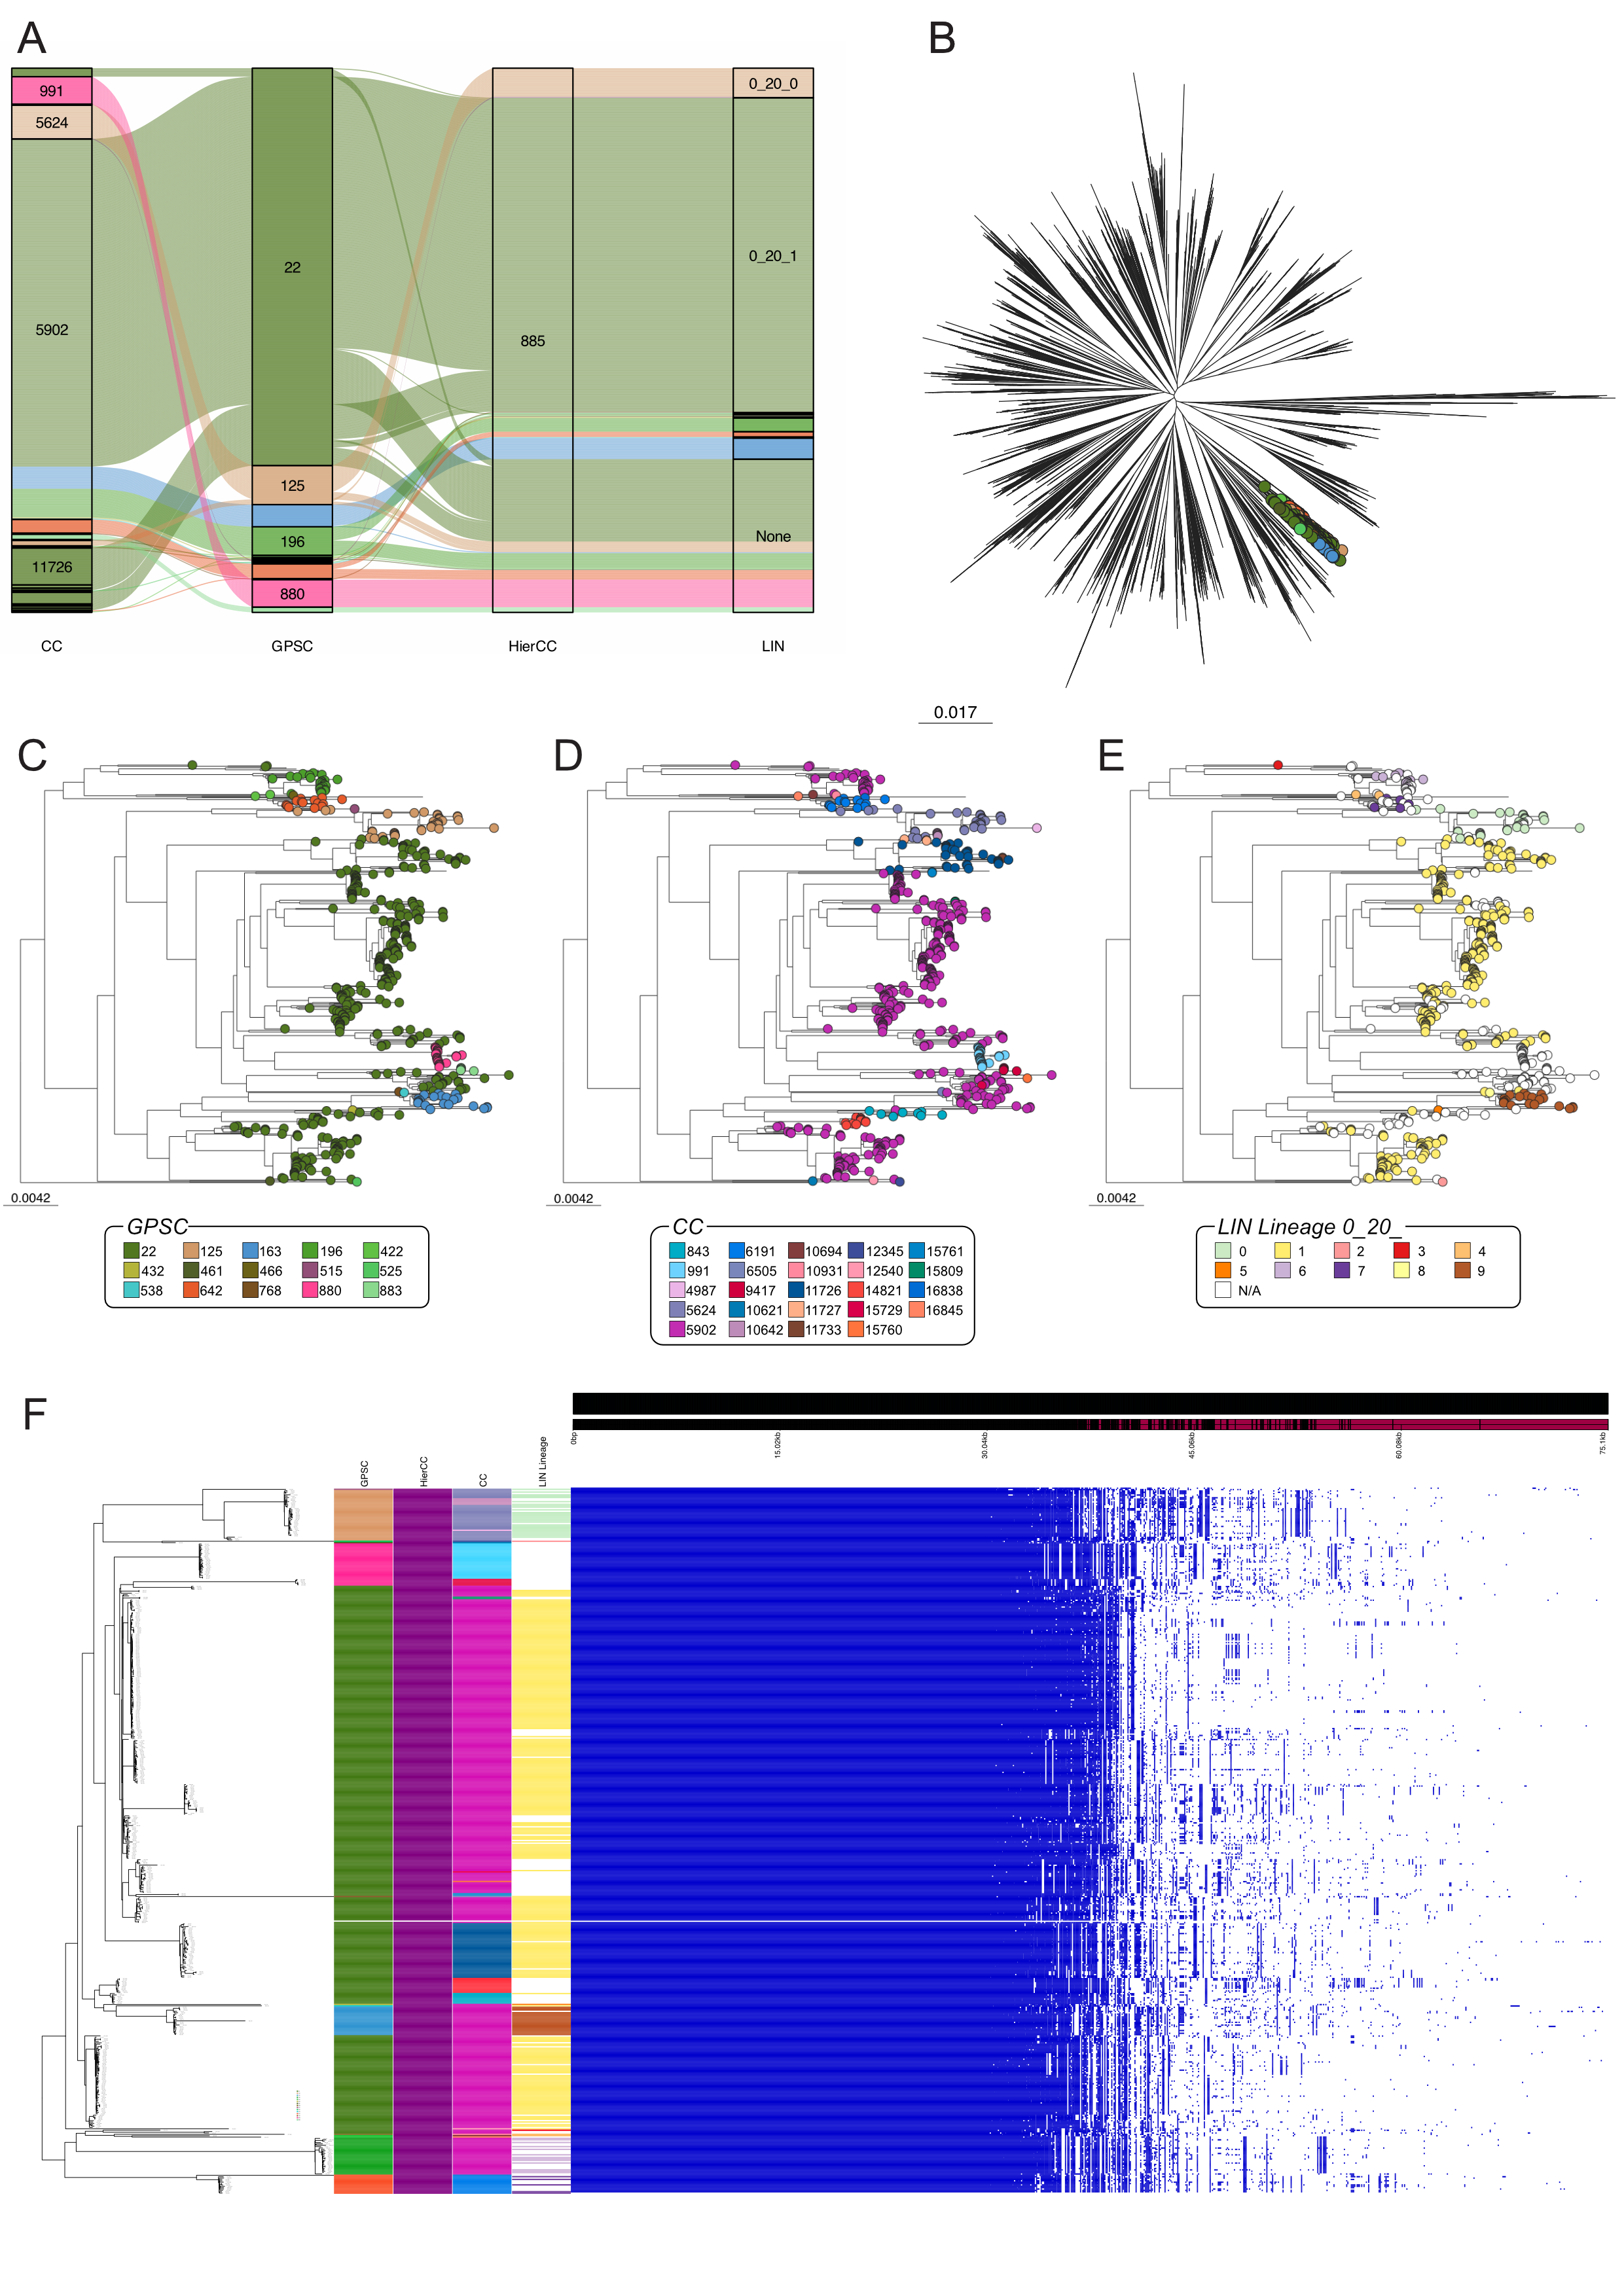 A
B
991
5624
5902
11726
22
125
196
880
885
0_20_0
0_20_1
None
CC
GPSC
HierCC
LIN
0.017
C
D
E
0.0042
0.0042
0.0042
GPSC
22 125 163 196 422
432 461 466 515 525
538 642 768 880 883
CC
843 6191 10694 12345 15761
991 6505 10931 12540 15809
4987 9417 11726 14821 16838
5624 10621 11727 15729 16845
5902 10642 11733 15760
LIN Lineage 0_20_
0 1 2 3 4
5 6 7 8 9
N/A
F
GPSC
HierCC
CC
LIN Lineage
0bp
15.02kb
30.04kb
45.06kb
60.08kb
75.1kb